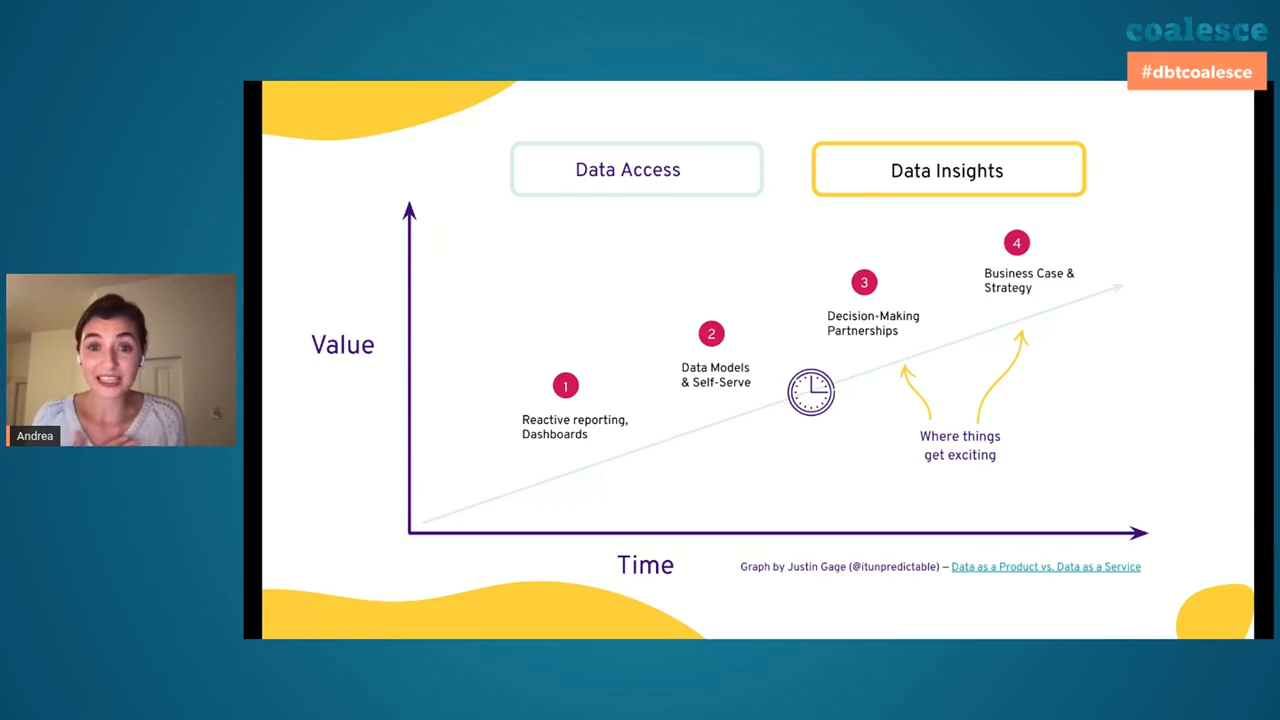 coalesce
#dbtcoalesce
Data Access
Data Insights
4
Business Case &
Strategy
3
Decision-Making
Partnerships
2
Data Models
& Self-Serve
1
Reactive reporting,
Dashboards
Value
Where things
get exciting
Time
Graph by Justin Gage (@itunpredictable) – Data as a Product vs. Data as a Service
Andrea